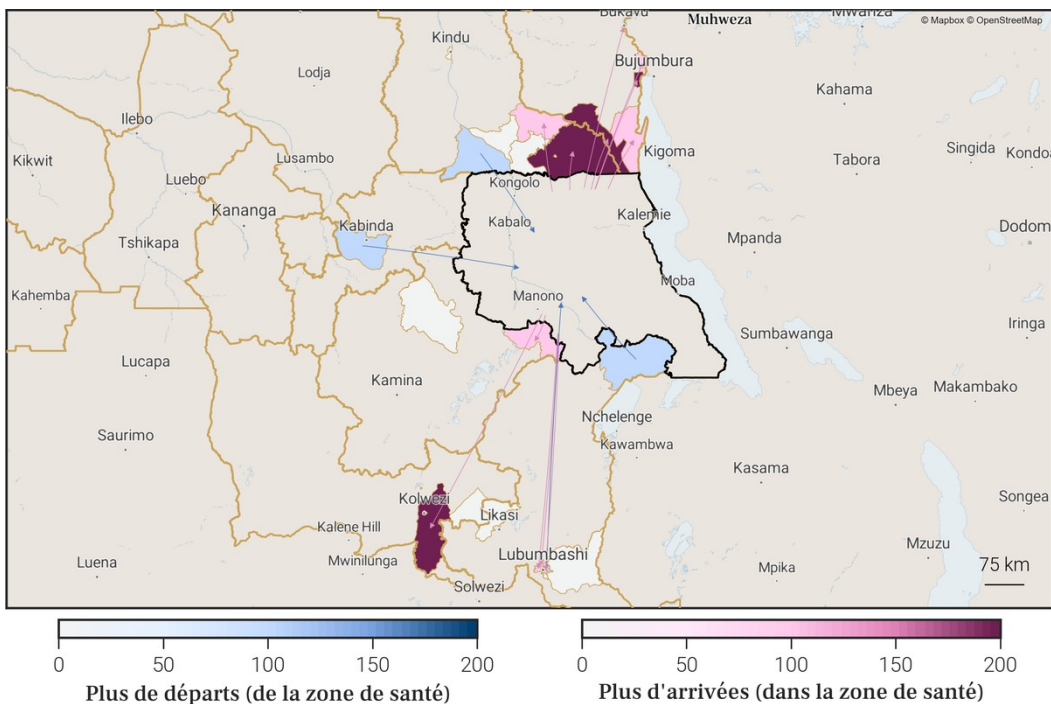 Bukavu
Muhweza
Mwanza
© Mapbox © OpenStreetMap
Kindu
Bujumbura
Lodja
Kahama
Ilebo
Kikwit
Lusambo
Kigoma
Tabora
Singida
Kondoa
Luebo
Kongolo
Kananga
Kabinda
Kabalo
Kalemie
Tshikapa
Mpanda
Dodom
Kahemba
Manono
Moba
Sumbawanga
Iringa
Lucapa
Kamina
Mbeya
Makambako
Saurimo
Nchelenge
Kawambwa
Kasama
Kolwezi
Songea
Kalene Hill
Likasi
Luena
Mwinilunga
Lubumbashi
Mzuzu
Solwezi
Mpika
75 km
0 50 100 150 200
Plus de départs (de la zone de santé)
0 50 100 150 200
Plus d'arrivées (dans la zone de santé)